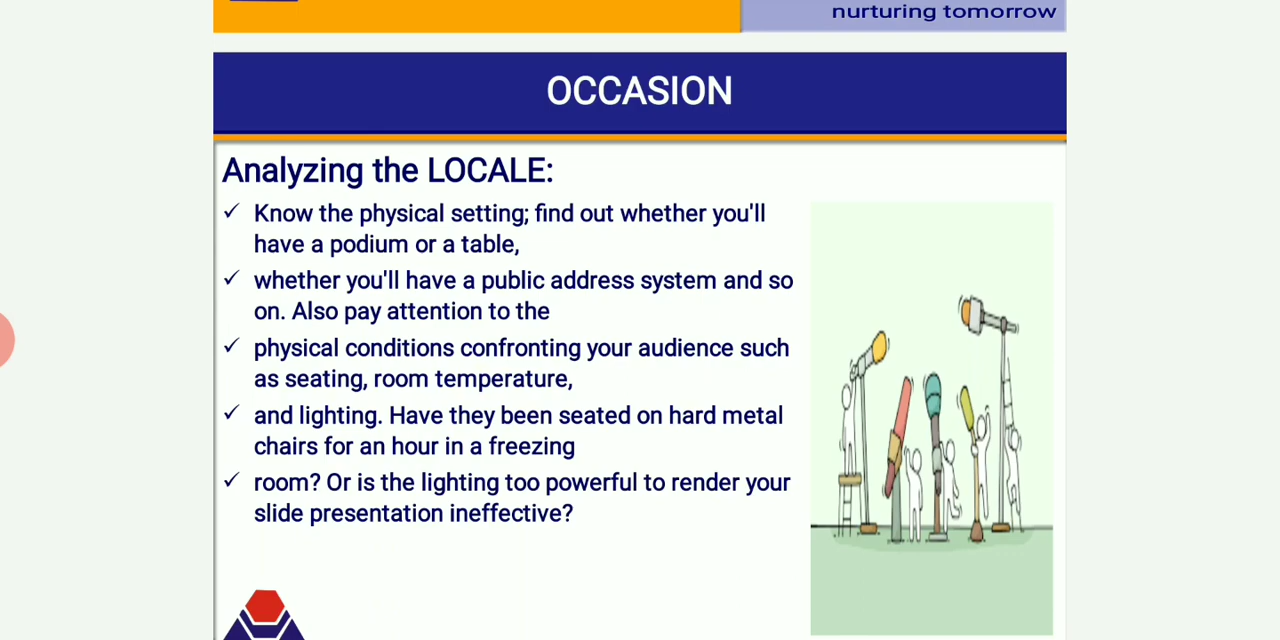 nurturing tomorrow
OCCASION
Analyzing the LOCALE:
✓ Know the physical setting; find out whether you'll
have a podium or a table,
✓ whether you'll have a public address system and so
on. Also pay attention to the
✓ physical conditions confronting your audience such
as seating, room temperature,
✓ and lighting. Have they been seated on hard metal
chairs for an hour in a freezing
✓ room? Or is the lighting too powerful to render your
slide presentation ineffective?